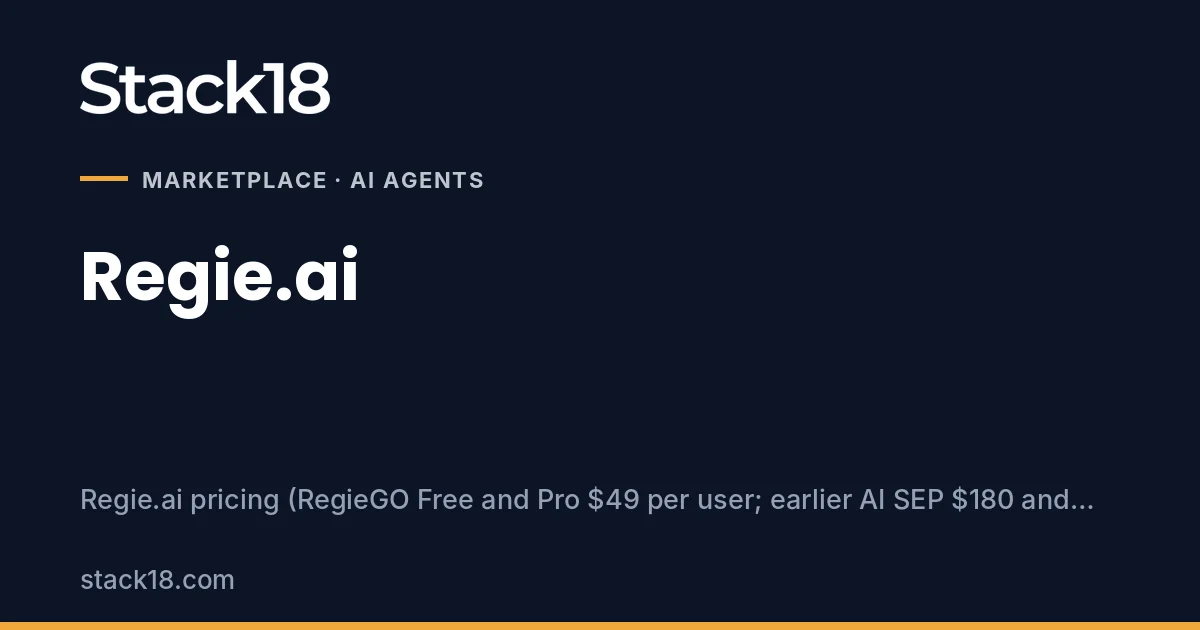 Stack18
MARKETPLACE · AI AGENTS
Regie.ai
Regie.ai pricing (RegieGO Free and Pro $49 per user; earlier AI SEP $180 and...
stack18.com